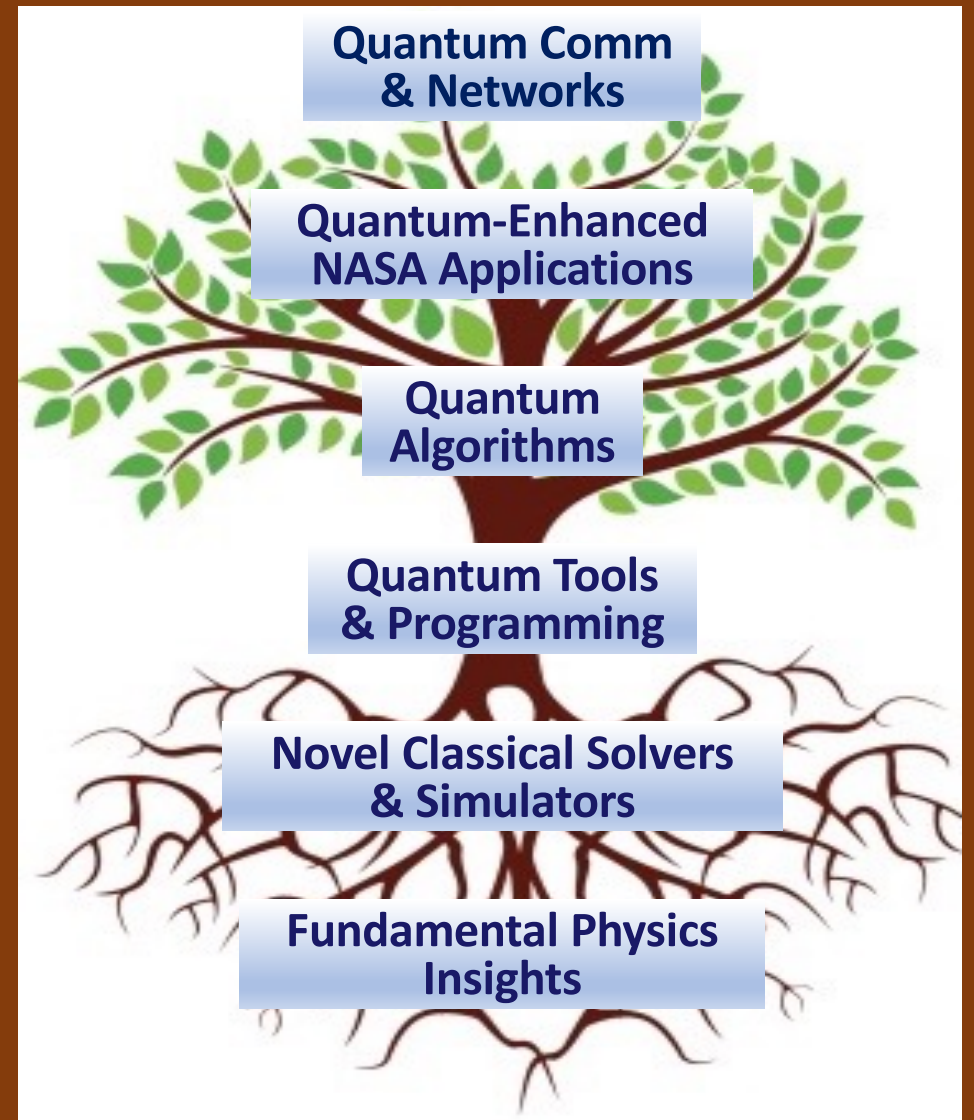 Quantum Comm
& Networks
Quantum-Enhanced
NASA Applications
Quantum
Algorithms
Quantum Tools
& Programming
Novel Classical Solvers
& Simulators
Fundamental Physics
Insights